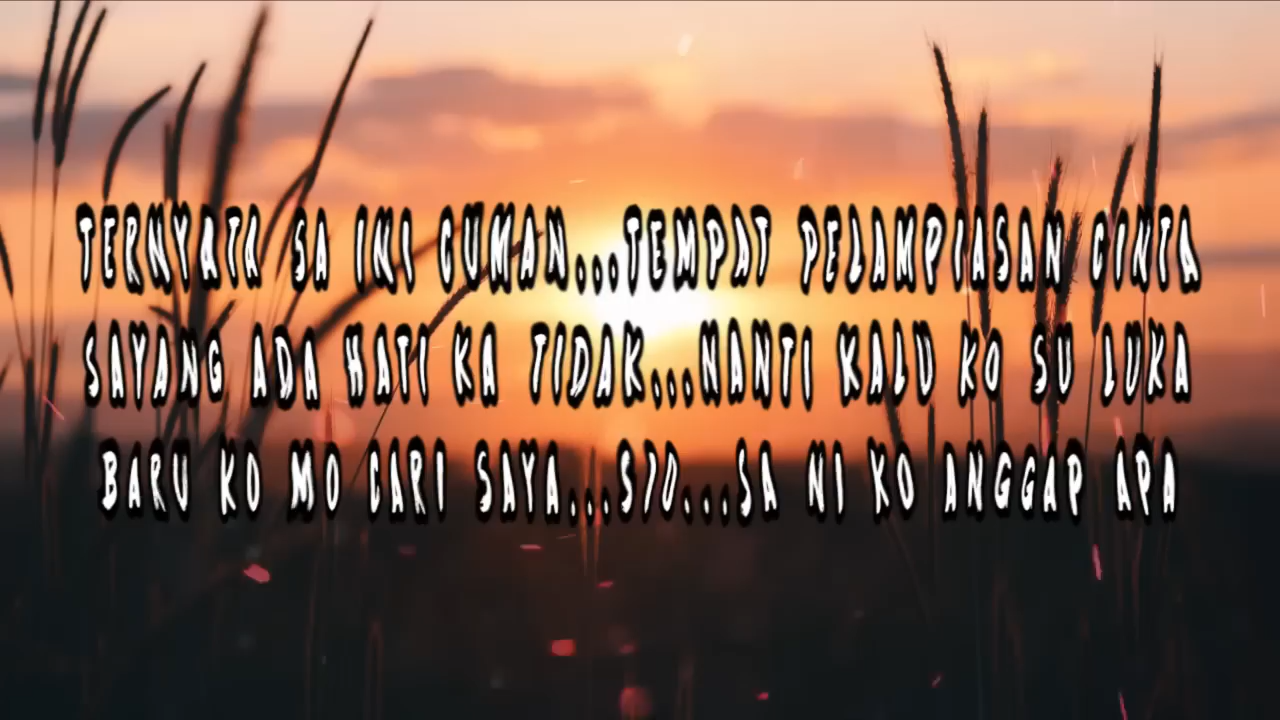 TERNYATA SA INI CUMAN...TEMPAT PELAMPIASAN CINTA
SAYANG ADA HATI KA TIDAK...NANTI KALU KO SU LUKA
BARU KO MO CARI SAYA...S70...SA NI KO ANGGAP APA